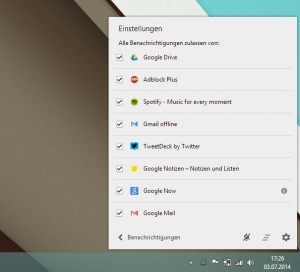 Einstellungen
Alle Benachrichtigungen zulassen von:
Google Drive
Adblock Plus
Spotify - Music for every moment
Gmail offline
TweetDeck by Twitter
Google Notizen – Notizen und Listen
Google Now
Google Mail
Benachrichtigungen
17:26
03.07.2014